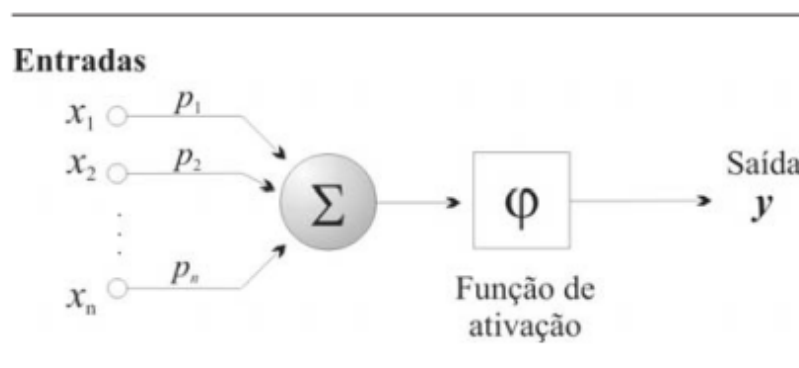 Entradas
x₁ p₁
x₂ p₂
Σ φ
Saída
y
xₙ pₙ
Função de
ativação